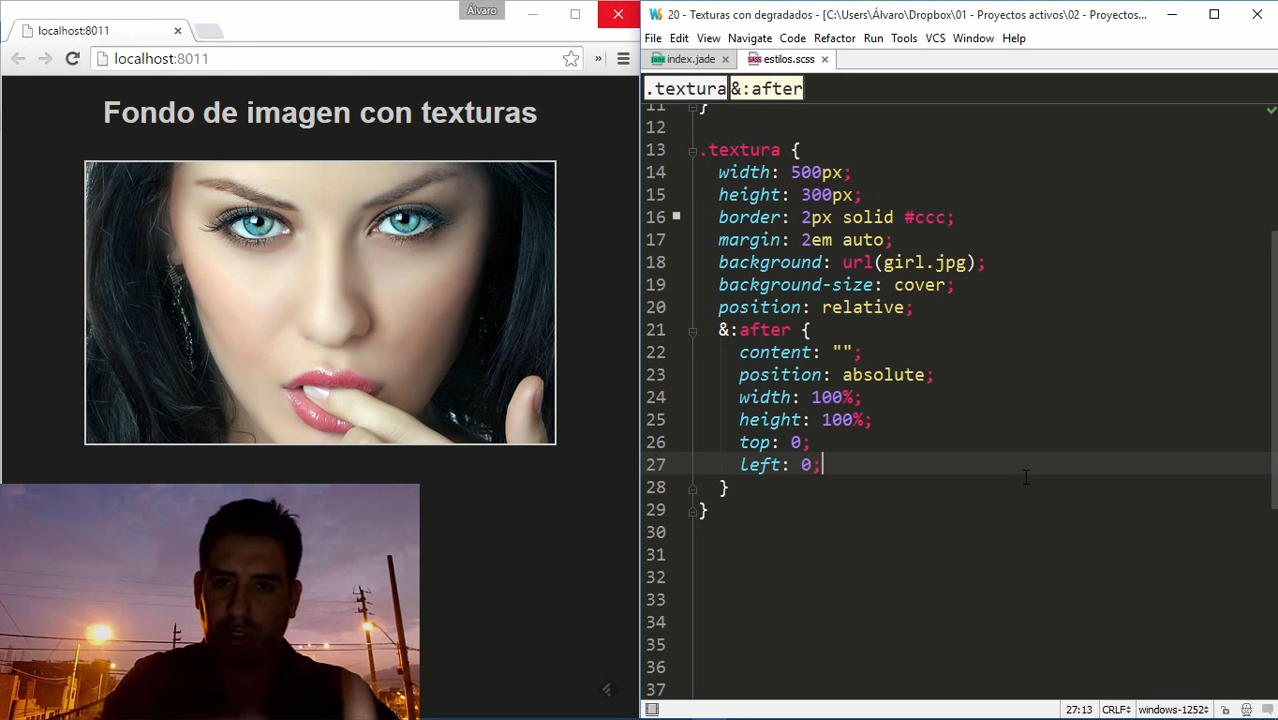 Álvaro
localhost:8011
localhost:8011
»
Fondo de imagen con texturas
20 - Texturas con degradados - [C:\Users\Álvaro\Dropbox\01 - Proyectos activos\02 - Proyectos...
File Edit View Navigate Code Refactor Run Tools VCS Window Help
index.jade estilos.scss
.textura &:after
11 }
12
13 .textura {
14 width: 500px;
15 height: 300px;
16 border: 2px solid #ccc;
17 margin: 2em auto;
18 background: url(girl.jpg);
19 background-size: cover;
20 position: relative;
21 &:after {
22 content: "";
23 position: absolute;
24 width: 100%;
25 height: 100%;
26 top: 0;
27 left: 0;
28 }
29 }
30
31
32
33
34
35
36
37
27:13 CRLF windows-1252